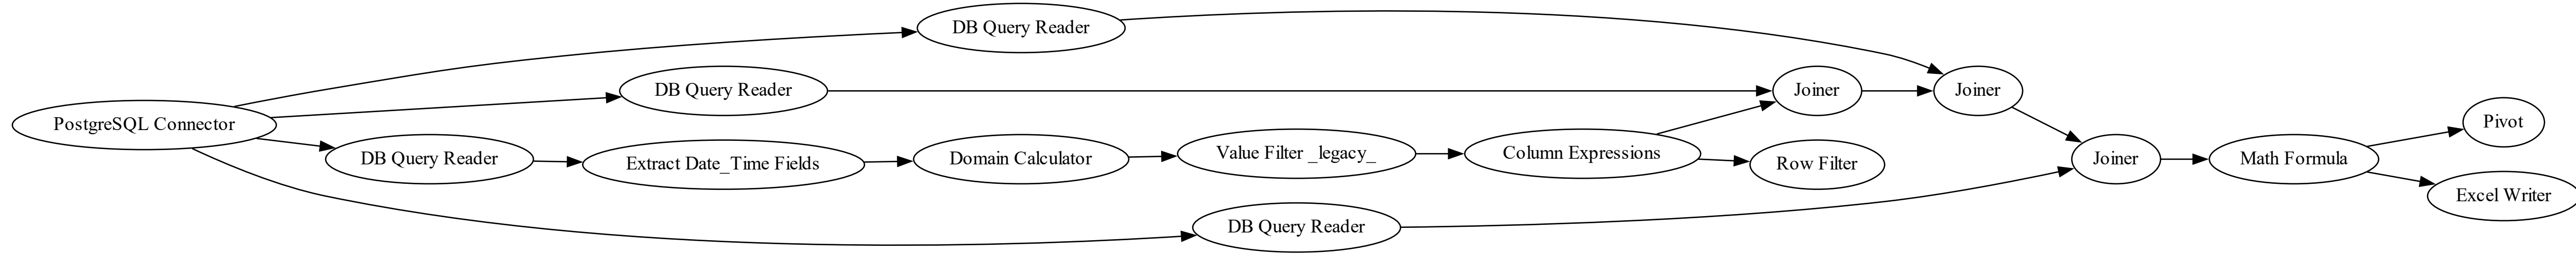 PostgreSQL Connector
DB Query Reader
DB Query Reader
DB Query Reader
Extract Date_Time Fields
Domain Calculator
Value Filter _legacy_
Column Expressions
DB Query Reader
Joiner
Row Filter
Joiner
Joiner
Math Formula
Pivot
Excel Writer